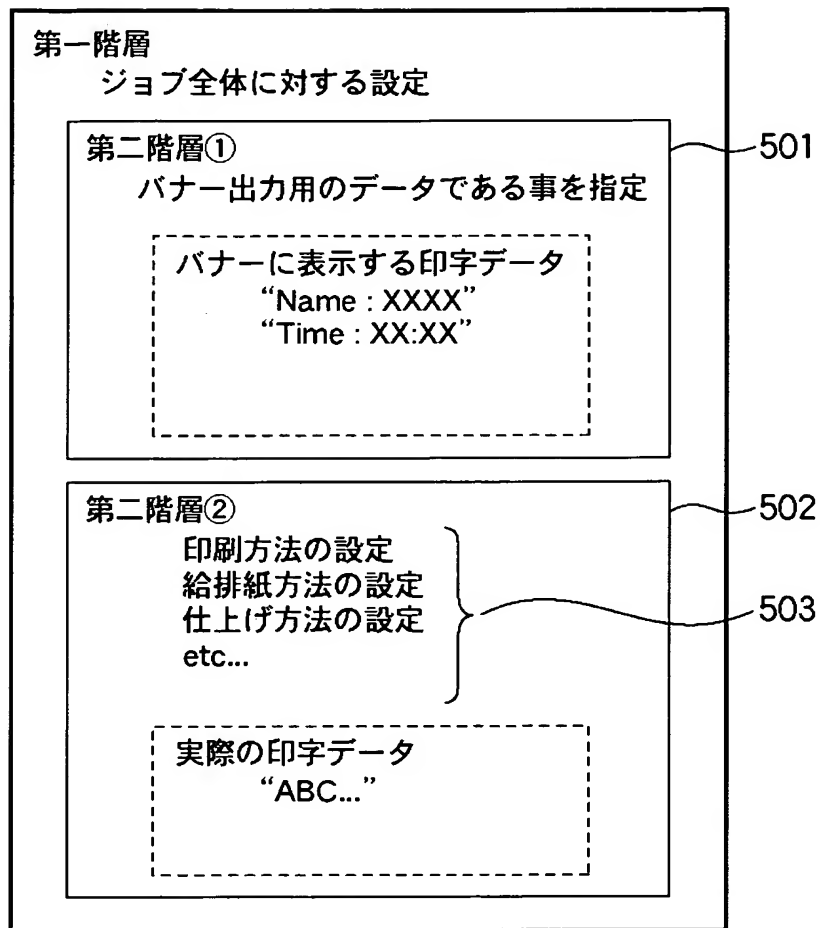 第一階層
ジョブ全体に対する設定
第二階層①
501
バナー出力用のデータである事を指定
バナーに表示する印字データ
“Name : XXXX”
“Time : XX:XX”
第二階層②
502
印刷方法の設定
給排紙方法の設定
仕上げ方法の設定
503
etc...
実際の印字データ
“ABC...”